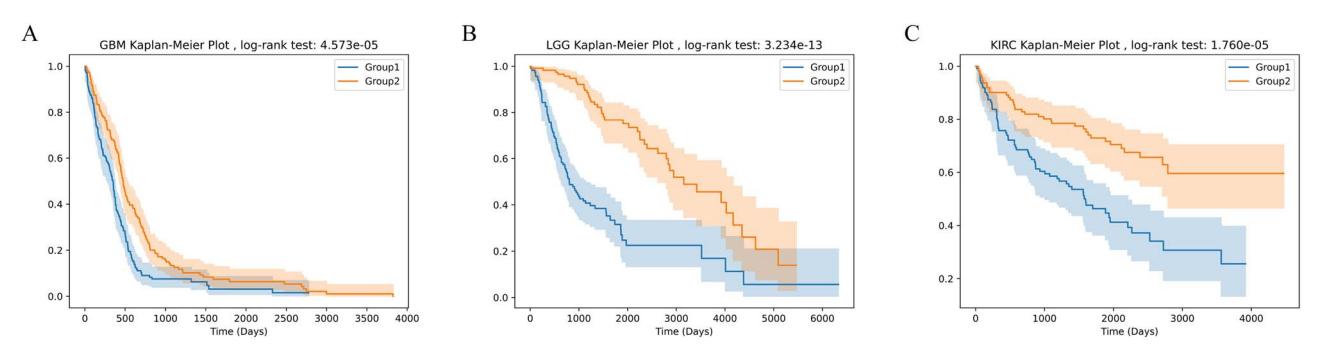 A
GBM Kaplan-Meier Plot , log-rank test: 4.573e-05
Group1
Group2
1.0
0.8
0.6
0.4
0.2
0.0
0 500 1000 1500 2000 2500 3000 3500 4000
Time (Days)
B
LGG Kaplan-Meier Plot , log-rank test: 3.234e-13
Group1
Group2
1.0
0.8
0.6
0.4
0.2
0.0
0 1000 2000 3000 4000 5000 6000
Time (Days)
C
KIRC Kaplan-Meier Plot , log-rank test: 1.760e-05
Group1
Group2
1.0
0.8
0.6
0.4
0.2
0 1000 2000 3000 4000
Time (Days)